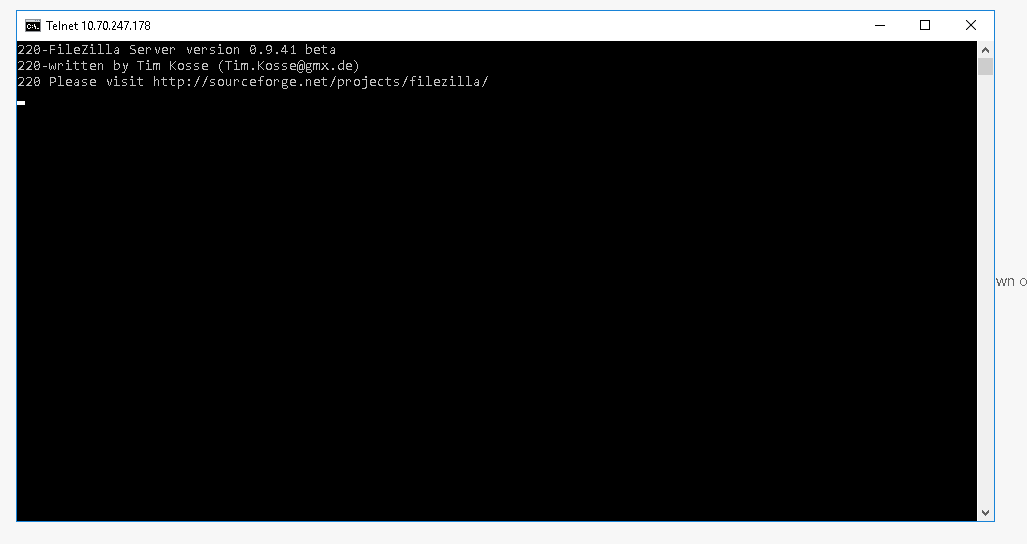 Telnet 10.70.247.178
220-FileZilla Server version 0.9.41 beta
220-written by Tim Kosse (Tim.Kosse@gmx.de)
220 Please visit http://sourceforge.net/projects/filezilla/
wn o